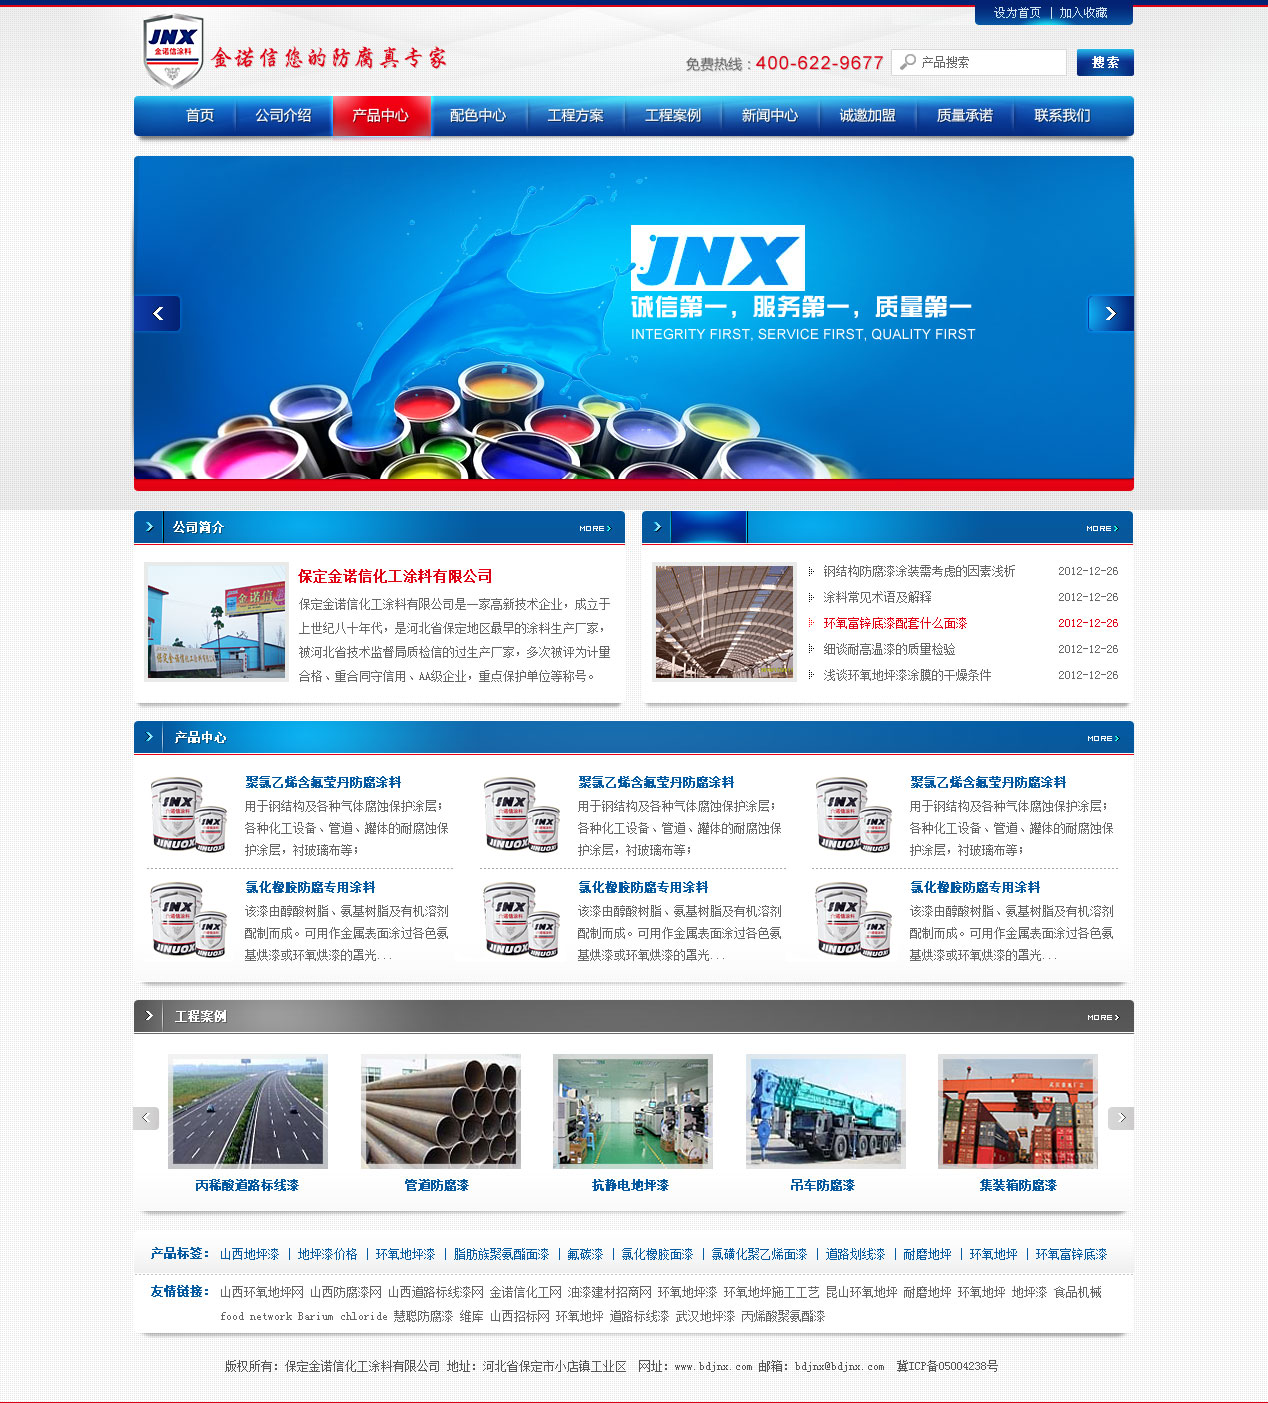 设为首页 | 加入收藏
JNX
金诺信涂料
金诺信您的防腐真专家
免费热线：400-622-9677
产品搜索
搜索
首页 公司介绍 产品中心 配色中心 工程方案 工程案例 新闻中心 诚邀加盟 质量承诺 联系我们
JNX
诚信第一，服务第一，质量第一
INTEGRITY FIRST, SERVICE FIRST, QUALITY FIRST
公司简介
MORE
MORE
金诺信
保定金诺信化工涂料有限公司
保定金诺信化工涂料有限公司是一家高新技术企业，成立于
上世纪八十年代，是河北省保定地区最早的涂料生产厂家，
被河北省技术监督局质检信的过生产厂家，多次被评为计量
合格、重合同守信用、AA级企业，重点保护单位等称号。
钢结构防腐漆涂装需考虑的因素浅析 2012-12-26
涂料常见术语及解释 2012-12-26
环氧富锌底漆配套什么面漆 2012-12-26
细谈耐高温漆的质量检验 2012-12-26
浅谈环氧地坪漆涂膜的干燥条件 2012-12-26
产品中心
MORE
聚氯乙烯含氟莹丹防腐涂料
用于钢结构及各种气体腐蚀保护涂层；
各种化工设备、管道、罐体的耐腐蚀保
护涂层，衬玻璃布等；
聚氯乙烯含氟莹丹防腐涂料
用于钢结构及各种气体腐蚀保护涂层；
各种化工设备、管道、罐体的耐腐蚀保
护涂层，衬玻璃布等；
聚氯乙烯含氟莹丹防腐涂料
用于钢结构及各种气体腐蚀保护涂层；
各种化工设备、管道、罐体的耐腐蚀保
护涂层，衬玻璃布等；
氯化橡胶防腐专用涂料
该漆由醇酸树脂、氨基树脂及有机溶剂
配制而成。可用作金属表面涂过各色氨
基烘漆或环氧烘漆的罩光...
氯化橡胶防腐专用涂料
该漆由醇酸树脂、氨基树脂及有机溶剂
配制而成。可用作金属表面涂过各色氨
基烘漆或环氧烘漆的罩光...
氯化橡胶防腐专用涂料
该漆由醇酸树脂、氨基树脂及有机溶剂
配制而成。可用作金属表面涂过各色氨
基烘漆或环氧烘漆的罩光...
工程案例
MORE
丙稀酸道路标线漆 管道防腐漆 抗静电地坪漆 吊车防腐漆 集装箱防腐漆
产品标签： 山西地坪漆 | 地坪漆价格 | 环氧地坪漆 | 脂肪族聚氨酯面漆 | 氟碳漆 | 氯化橡胶面漆 | 氯磺化聚乙烯面漆 | 道路划线漆 | 耐磨地坪 | 环氧地坪 | 环氧富锌底漆
友情链接： 山西环氧地坪网 山西防腐漆网 山西道路标线漆网 金诺信化工网 油漆建材招商网 环氧地坪漆 环氧地坪施工工艺 昆山环氧地坪 耐磨地坪 环氧地坪 地坪漆 食品机械
food network Barium chloride 慧聪防腐漆 维库 山西招标网 环氧地坪 道路标线漆 武汉地坪漆 丙烯酸聚氨酯漆
版权所有：保定金诺信化工涂料有限公司 地址：河北省保定市小店镇工业区 网址：www.bdjnx.com 邮箱：bdjnx@bdjnx.com 冀ICP备05004238号